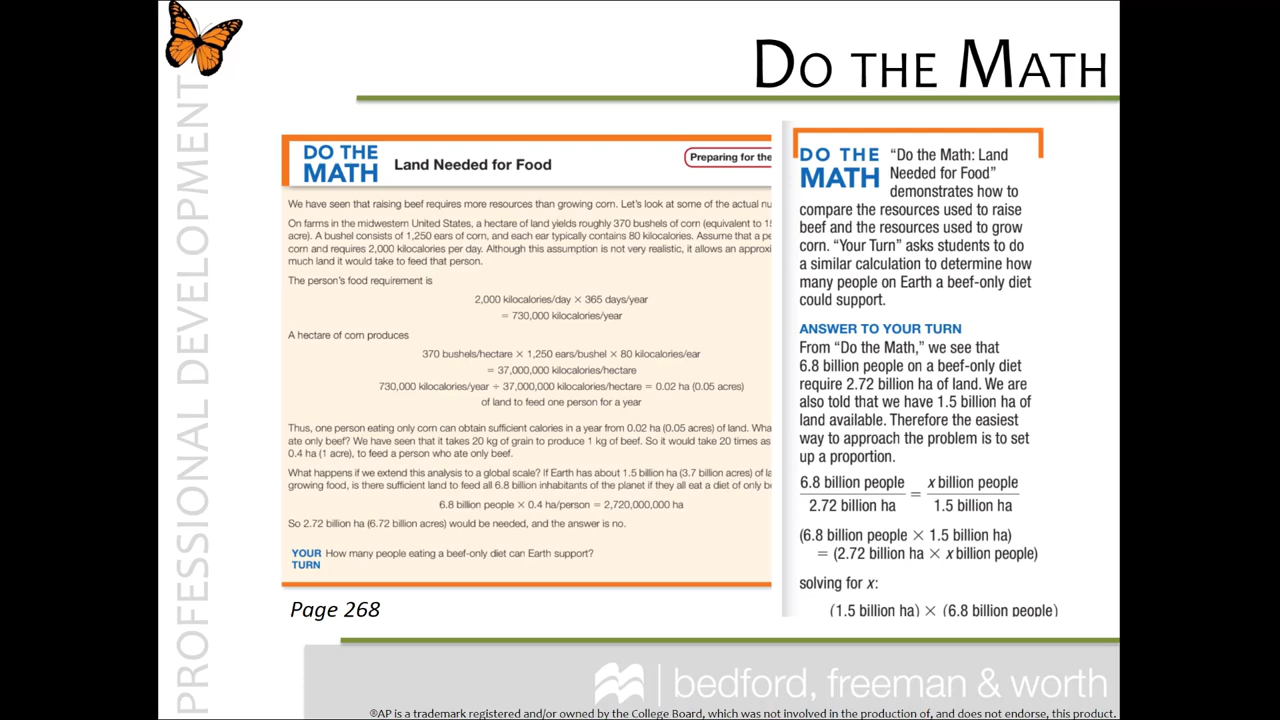 PROFESSIONAL DEVELOPMENT
DO THE MATH
DO THE
MATH
Land Needed for Food
Preparing for the
We have seen that raising beef requires more resources than growing corn. Let's look at some of the actual nu
On farms in the midwestern United States, a hectare of land yields roughly 370 bushels of corn (equivalent to 15
acre). A bushel consists of 1,250 ears of corn, and each ear typically contains 80 kilocalories. Assume that a pe
corn and requires 2,000 kilocalories per day. Although this assumption is not very realistic, it allows an approxi
much land it would take to feed that person.
The person's food requirement is
2,000 kilocalories/day × 365 days/year
= 730,000 kilocalories/year
A hectare of corn produces
370 bushels/hectare × 1,250 ears/bushel × 80 kilocalories/ear
= 37,000,000 kilocalories/hectare
730,000 kilocalories/year ÷ 37,000,000 kilocalories/hectare = 0.02 ha (0.05 acres)
of land to feed one person for a year
Thus, one person eating only corn can obtain sufficient calories in a year from 0.02 ha (0.05 acres) of land. Wha
ate only beef? We have seen that it takes 20 kg of grain to produce 1 kg of beef. So it would take 20 times as
0.4 ha (1 acre), to feed a person who ate only beef.
What happens if we extend this analysis to a global scale? If Earth has about 1.5 billion ha (3.7 billion acres) of la
growing food, is there sufficient land to feed all 6.8 billion inhabitants of the planet if they all eat a diet of only b
6.8 billion people × 0.4 ha/person = 2,720,000,000 ha
So 2.72 billion ha (6.72 billion acres) would be needed, and the answer is no.
YOUR How many people eating a beef-only diet can Earth support?
TURN
Page 268
DO THE "Do the Math: Land
MATH Needed for Food"
demonstrates how to
compare the resources used to raise
beef and the resources used to grow
corn. "Your Turn" asks students to do
a similar calculation to determine how
many people on Earth a beef-only diet
could support.
ANSWER TO YOUR TURN
From "Do the Math," we see that
6.8 billion people on a beef-only diet
require 2.72 billion ha of land. We are
also told that we have 1.5 billion ha of
land available. Therefore the easiest
way to approach the problem is to set
up a proportion.
6.8 billion people = x billion people
2.72 billion ha 1.5 billion ha
(6.8 billion people × 1.5 billion ha)
= (2.72 billion ha × x billion people)
solving for x:
(1.5 billion ha) × (6.8 billion people)
bedford, freeman & worth
®AP is a trademark registered and/or owned by the College Board, which was not involved in the production of, and does not endorse, this product.